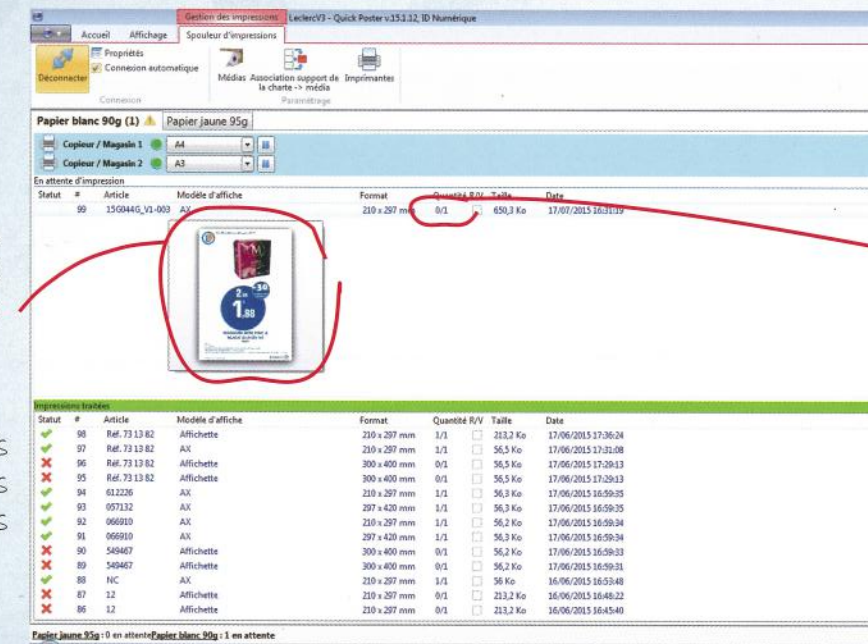 Gestion des impressions LeclercV3 - Quick Poster v.15.1.12, ID Numérique
Accueil Affichage Spouleur d'impressions
Propriétés
Connexion automatique
Déconnecter Médias Association support de la charte -> média Imprimantes
Connexion Paramétrage
Papier blanc 90g (1) Papier jaune 95g
Copieur / Magasin 1 A4
Copieur / Magasin 2 A3
En attente d'impression
Statut # Article Modèle d'affiche Format Quantité R/V Taille Date
99 15G044G_V1-003 AX 210 x 297 mm 0/1 650,3 Ko 17/07/2015 16:31:19
2
1,88
Impressions traitées
Statut # Article Modèle d'affiche Format Quantité R/V Taille Date
98 Réf. 73 13 82 Affichette 210 x 297 mm 1/1 213,2 Ko 17/06/2015 17:36:24
97 Réf. 73 13 82 AX 210 x 297 mm 1/1 56,5 Ko 17/06/2015 17:31:08
96 Réf. 73 13 82 Affichette 300 x 400 mm 0/1 56,5 Ko 17/06/2015 17:29:13
95 Réf. 73 13 82 Affichette 300 x 400 mm 0/1 56,5 Ko 17/06/2015 17:29:13
94 612226 AX 210 x 297 mm 1/1 56,3 Ko 17/06/2015 16:59:35
93 057132 AX 297 x 420 mm 1/1 56,3 Ko 17/06/2015 16:59:35
92 066910 AX 210 x 297 mm 1/1 56,2 Ko 17/06/2015 16:59:34
91 066910 AX 297 x 420 mm 1/1 56,3 Ko 17/06/2015 16:59:34
90 549467 Affichette 300 x 400 mm 0/1 56,2 Ko 17/06/2015 16:59:33
89 549467 Affichette 300 x 400 mm 0/1 56,2 Ko 17/06/2015 16:59:31
88 NC AX 210 x 297 mm 1/1 56 Ko 16/06/2015 16:53:48
87 12 Affichette 210 x 297 mm 0/1 213,2 Ko 16/06/2015 16:48:22
86 12 Affichette 210 x 297 mm 0/1 213,2 Ko 16/06/2015 16:45:40
s
s
s
Papier jaune 95g : 0 en attente Papier blanc 90g : 1 en attente